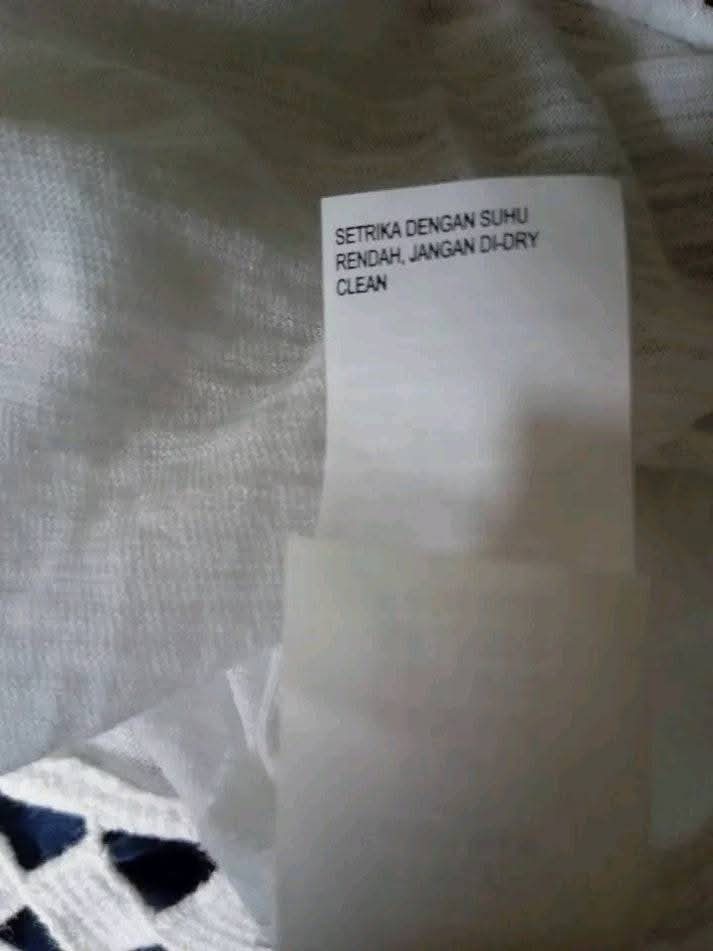 SETRIKA DENGAN SUHU
RENDAH, JANGAN DI-DRY
CLEAN